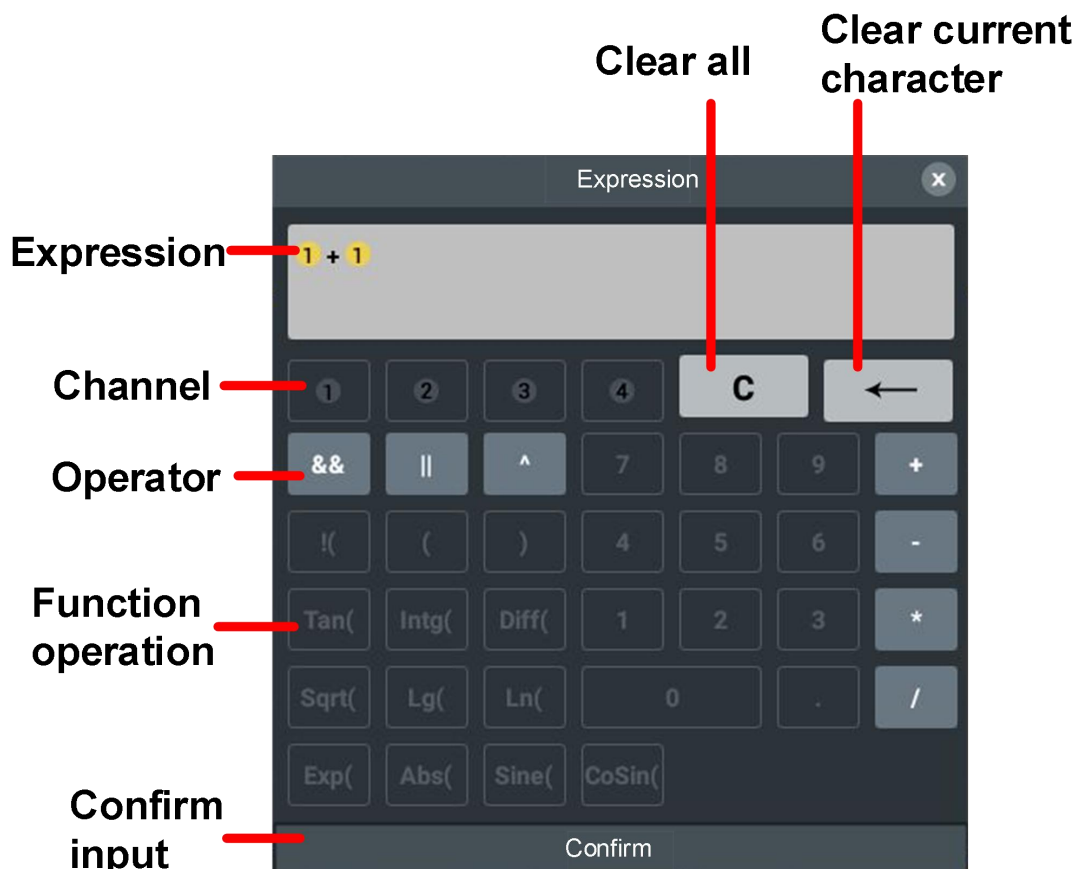 Clear all
Clear current
character
Expression
x
Expression
1 + 1
Channel
1 2 3 4 C ←
Operator
&& || ^ 7 8 9 +
!( ( ) 4 5 6 -
Function
operation
Tan( Intg( Diff( 1 2 3 *
Sqrt( Lg( Ln( 0 . /
Exp( Abs( Sine( CoSin(
Confirm
input
Confirm